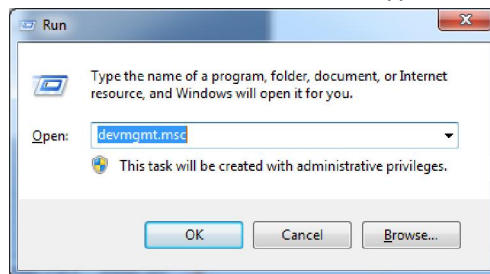 Run
Type the name of a program, folder, document, or Internet
resource, and Windows will open it for you.
Open:
devmgmt.msc
This task will be created with administrative privileges.
OK
Cancel
Browse...